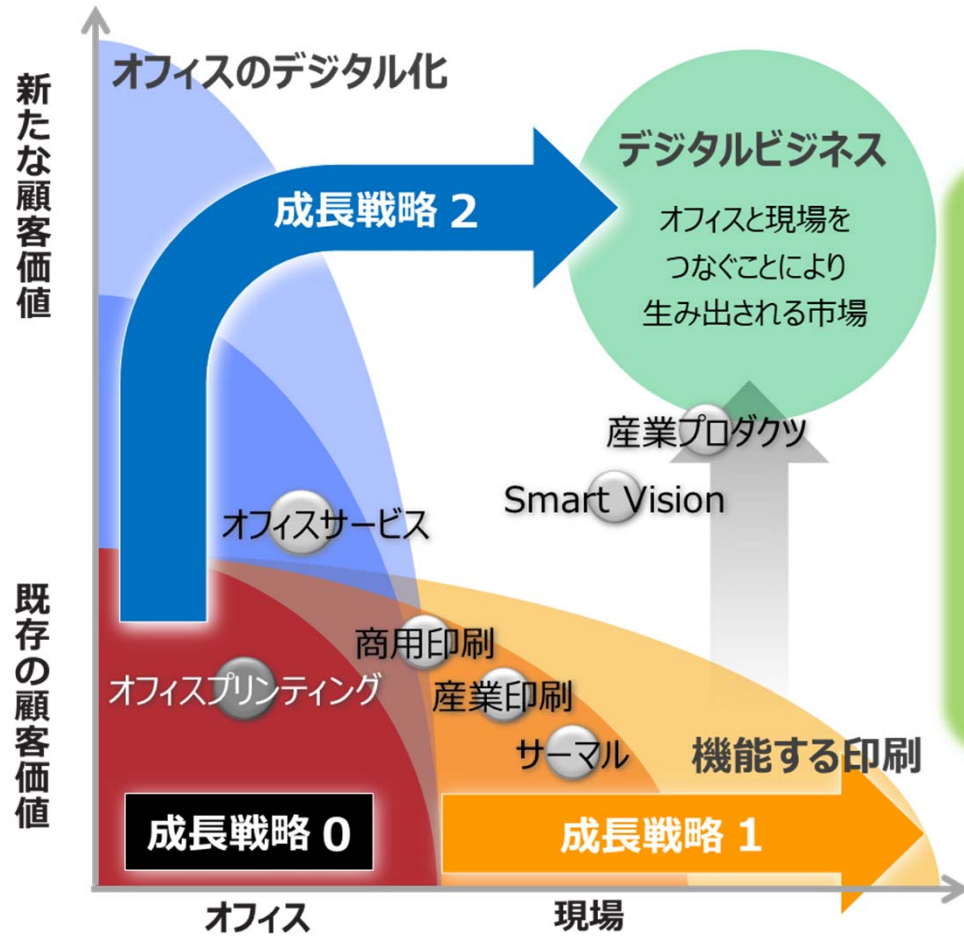 新たな顧客価値
オフィスのデジタル化
成長戦略 2
デジタルビジネス
オフィスと現場を
つなぐことにより
生み出される市場
産業プロダクツ
Smart Vision
オフィスサービス
既存の顧客価値
商用印刷
オフィスプリンティング
産業印刷
サーマル
機能する印刷
成長戦略 0
成長戦略 1
オフィス
現場